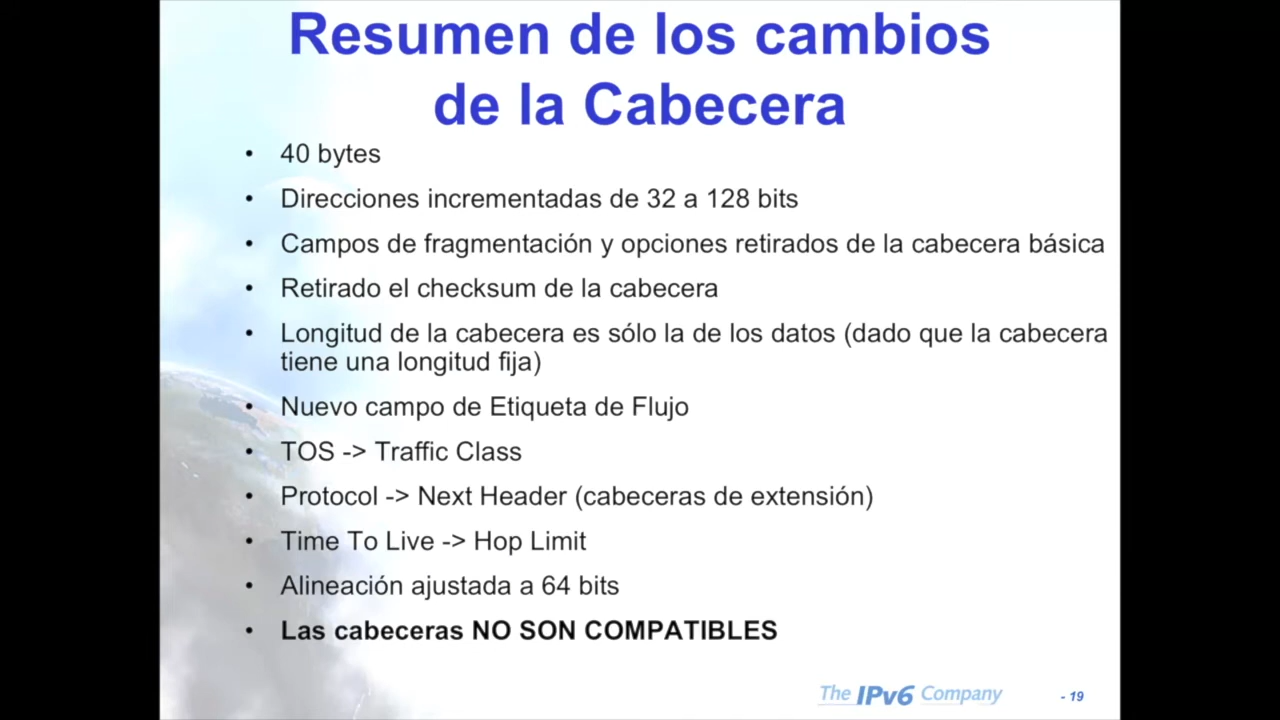 Resumen de los cambios
de la Cabecera
• 40 bytes
• Direcciones incrementadas de 32 a 128 bits
• Campos de fragmentación y opciones retirados de la cabecera básica
• Retirado el checksum de la cabecera
• Longitud de la cabecera es sólo la de los datos (dado que la cabecera
tiene una longitud fija)
• Nuevo campo de Etiqueta de Flujo
• TOS -> Traffic Class
• Protocol -> Next Header (cabeceras de extensión)
• Time To Live -> Hop Limit
• Alineación ajustada a 64 bits
• Las cabeceras NO SON COMPATIBLES
The IPv6 Company
- 19